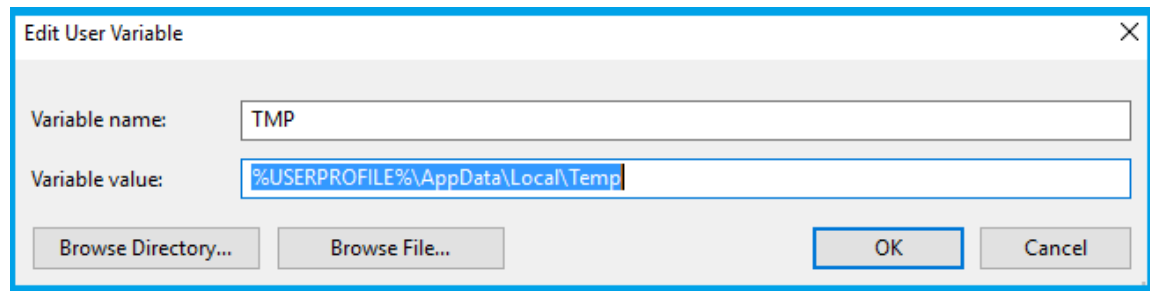 Edit User Variable
Variable name: TMP
Variable value: %USERPROFILE%\AppData\Local\Temp
Browse Directory... Browse File... OK Cancel